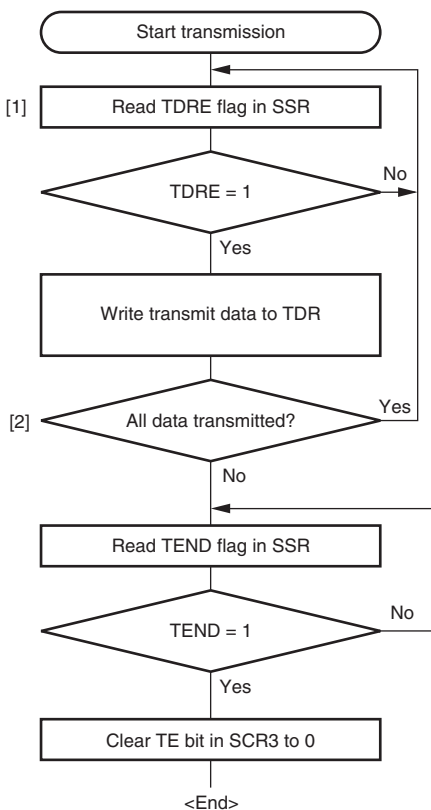 Start transmission
[1]
Read TDRE flag in SSR
TDRE = 1
No
Yes
Write transmit data to TDR
[2]
All data transmitted?
Yes
No
Read TEND flag in SSR
TEND = 1
No
Yes
Clear TE bit in SCR3 to 0
<End>